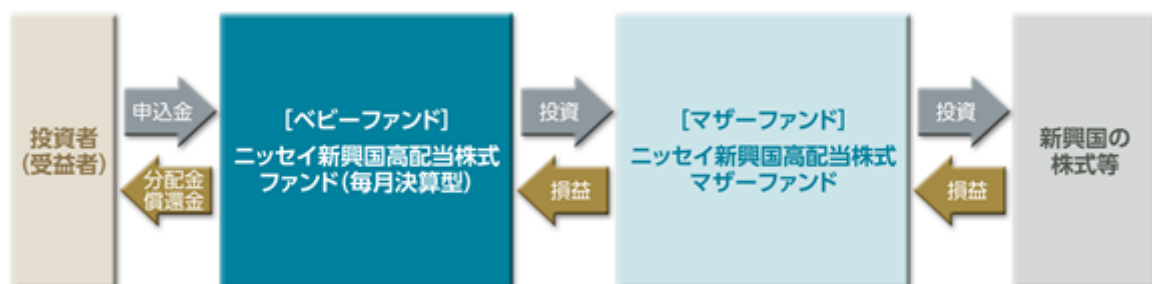 投資者
(受益者)
申込金
分配金
償還金
[ベビーファンド]
ニッセイ新興国高配当株式
ファンド(毎月決算型)
投資
損益
[マザーファンド]
ニッセイ新興国高配当株式
マザーファンド
投資
損益
新興国の
株式等